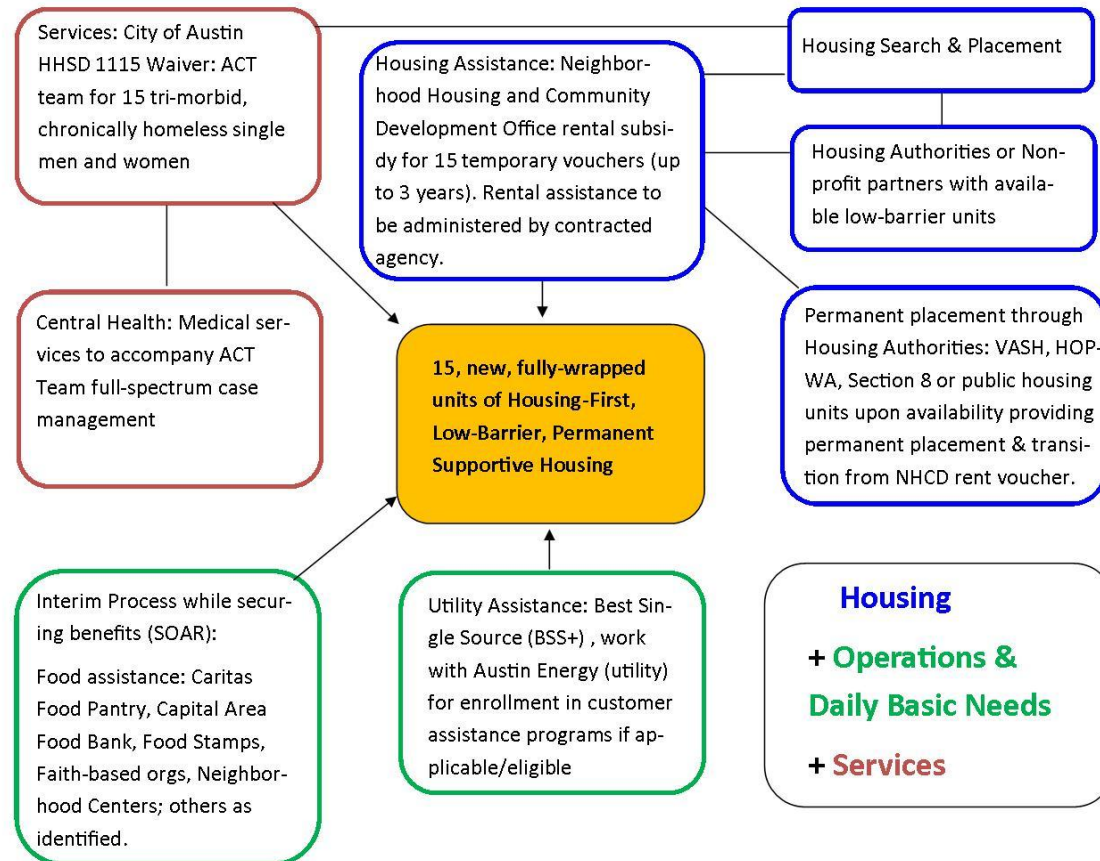 Services: City of Austin
HHSD 1115 Waiver: ACT
team for 15 tri-morbid,
chronically homeless single
men and women
Housing Assistance: Neighbor-
hood Housing and Community
Development Office rental subsi-
dy for 15 temporary vouchers (up
to 3 years). Rental assistance to
be administered by contracted
agency.
Housing Search & Placement
Housing Authorities or Non-
profit partners with availa-
ble low-barrier units
Central Health: Medical ser-
vices to accompany ACT
Team full-spectrum case
management
15, new, fully-wrapped
units of Housing-First,
Low-Barrier, Permanent
Supportive Housing
Permanent placement through
Housing Authorities: VASH, HOP-
WA, Section 8 or public housing
units upon availability providing
permanent placement & transi-
tion from NHCD rent voucher.
Interim Process while secur-
ing benefits (SOAR):
Food assistance: Caritas
Food Pantry, Capital Area
Food Bank, Food Stamps,
Faith-based orgs, Neighbor-
hood Centers; others as
identified.
Utility Assistance: Best Sin-
gle Source (BSS+) , work
with Austin Energy (utility)
for enrollment in customer
assistance programs if ap-
plicable/eligible
Housing
+ Operations &
Daily Basic Needs
+ Services